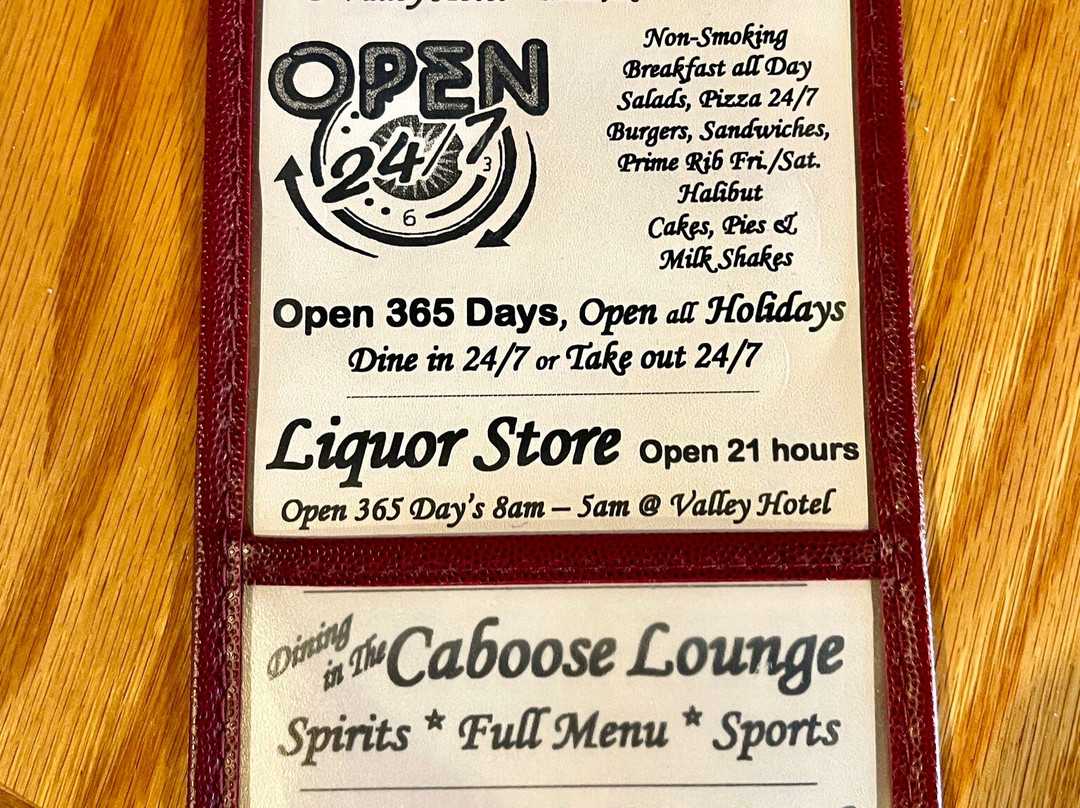 OPEN
24/7
3
6
Non-Smoking
Breakfast all Day
Salads, Pizza 24/7
Burgers, Sandwiches,
Prime Rib Fri./Sat.
Halibut
Cakes, Pies &
Milk Shakes
Open 365 Days, Open all Holidays
Dine in 24/7 or Take out 24/7
Liquor Store Open 21 hours
Open 365 Day's 8am – 5am @ Valley Hotel
Dining in The Caboose Lounge
Spirits * Full Menu * Sports